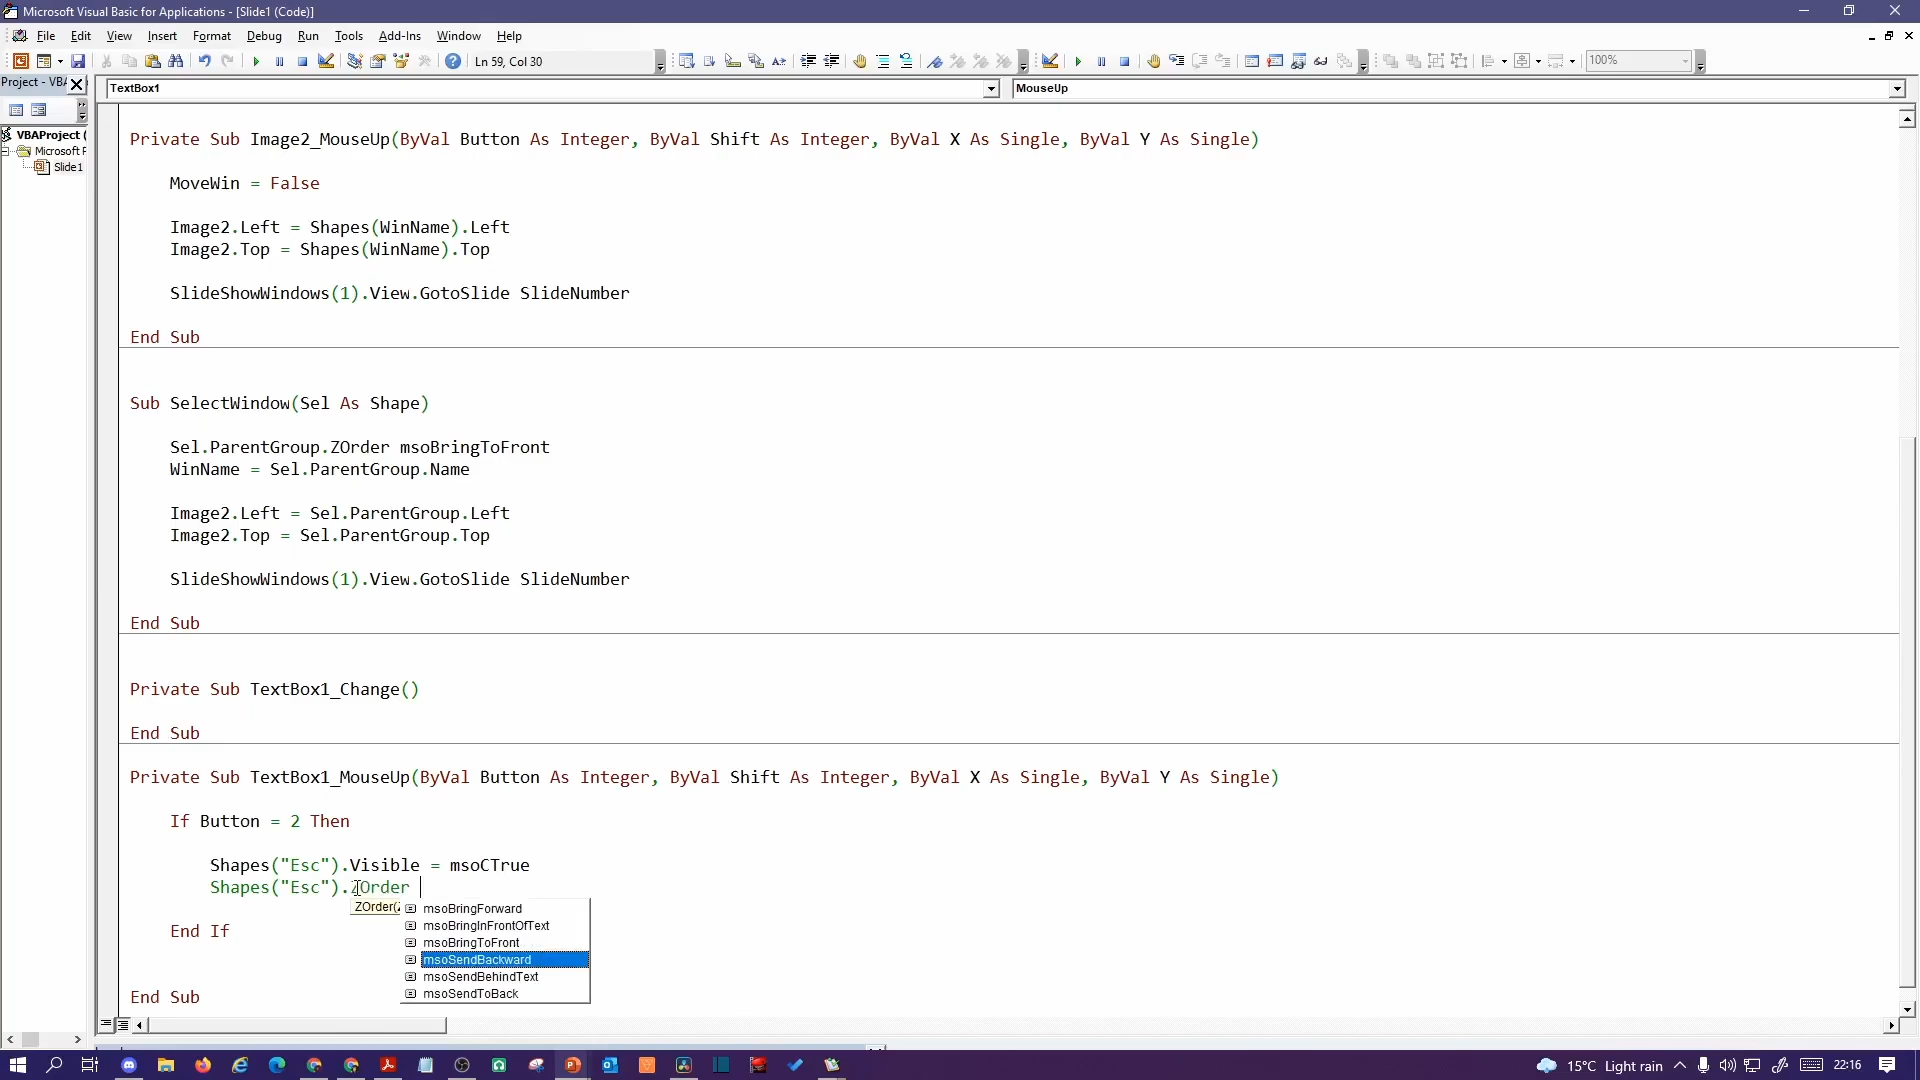 Microsoft Visual Basic for Applications - [Slide1 (Code)]
File Edit View Insert Format Debug Run Tools Add-Ins Window Help
Ln 59, Col 30
100%
Project - VBA
TextBox1
MouseUp
VBAProject (
Microsoft P
Slide1
Private Sub Image2_MouseUp(ByVal Button As Integer, ByVal Shift As Integer, ByVal X As Single, ByVal Y As Single)
MoveWin = False
Image2.Left = Shapes(WinName).Left
Image2.Top = Shapes(WinName).Top
SlideShowWindows(1).View.GotoSlide SlideNumber
End Sub
Sub SelectWindow(Sel As Shape)
Sel.ParentGroup.ZOrder msoBringToFront
WinName = Sel.ParentGroup.Name
Image2.Left = Sel.ParentGroup.Left
Image2.Top = Sel.ParentGroup.Top
SlideShowWindows(1).View.GotoSlide SlideNumber
End Sub
Private Sub TextBox1_Change()
End Sub
Private Sub TextBox1_MouseUp(ByVal Button As Integer, ByVal Shift As Integer, ByVal X As Single, ByVal Y As Single)
If Button = 2 Then
Shapes("Esc").Visible = msoCTrue
Shapes("Esc").ZOrder
ZOrder(
msoBringForward
msoBringInFrontOfText
msoBringToFront
msoSendBackward
msoSendBehindText
msoSendToBack
End If
End Sub
15°C Light rain
22:16